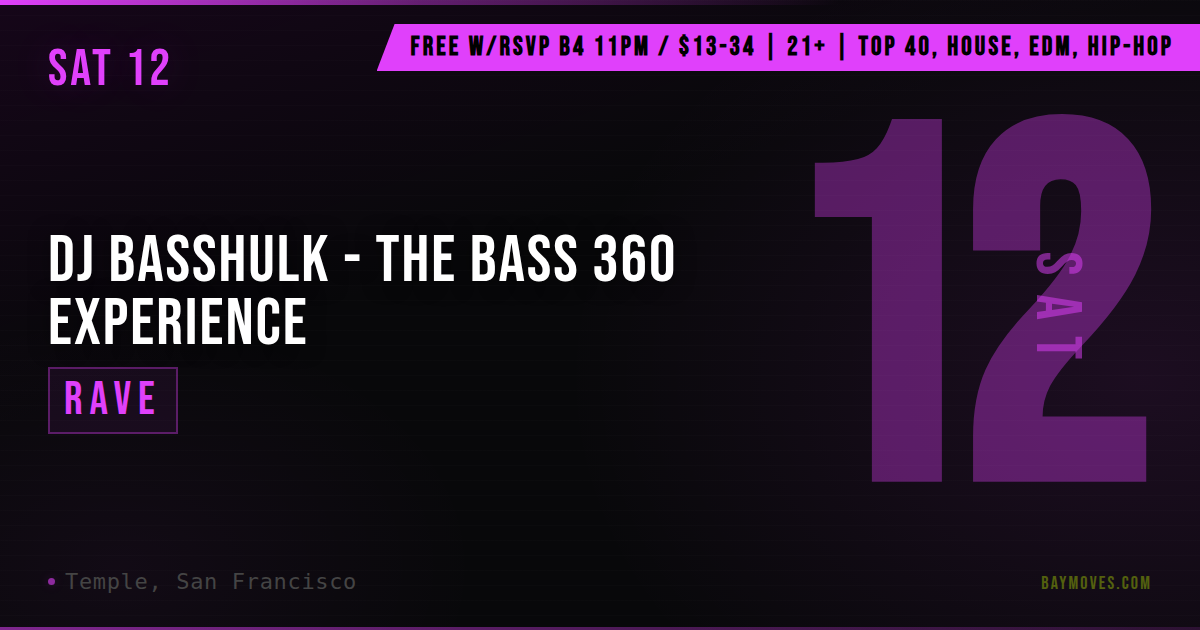 SAT 12
FREE W/RSVP B4 11PM / $13-34 | 21+ | TOP 40, HOUSE, EDM, HIP-HOP
12
SAT
DJ BASSHULK - THE BASS 360
EXPERIENCE
RAVE
Temple, San Francisco
BAYMOVES.COM